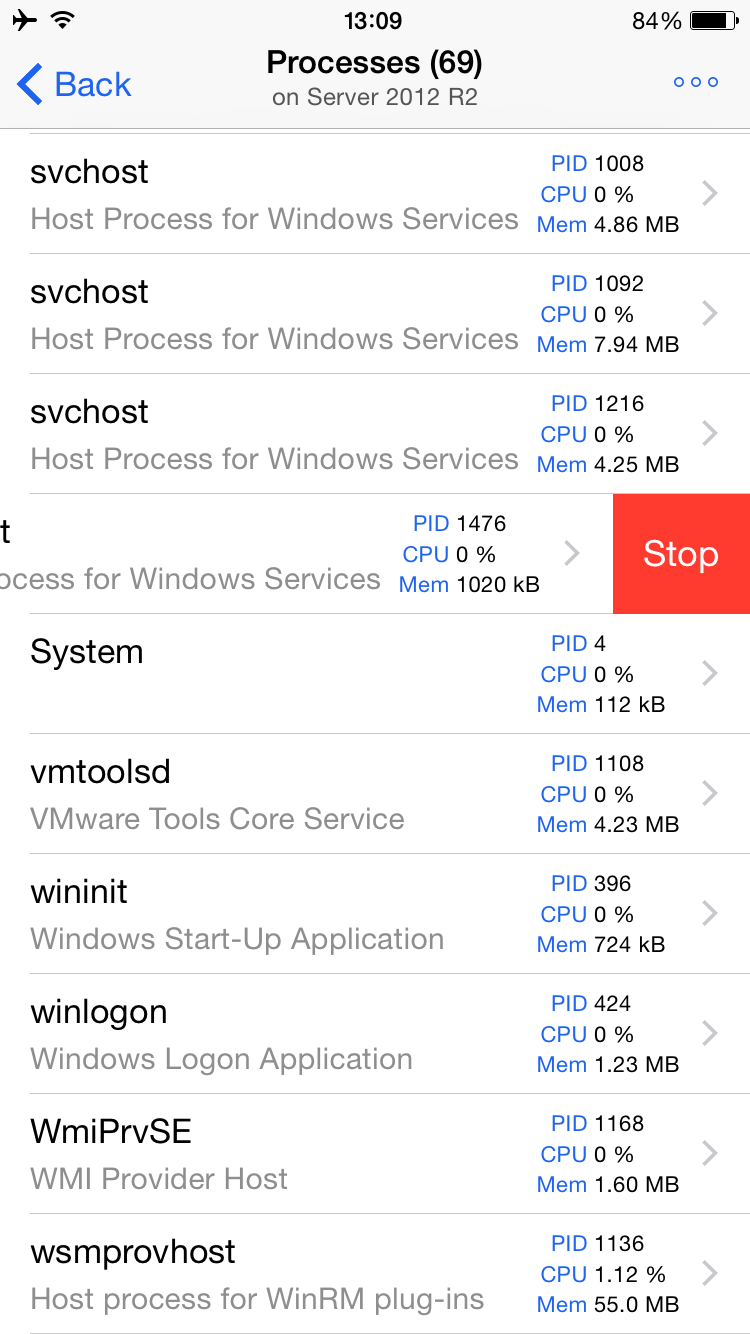 13:09 84%
Back Processes (69)
on Server 2012 R2
svchost PID 1008
CPU 0 %
Host Process for Windows Services Mem 4.86 MB
svchost PID 1092
CPU 0 %
Host Process for Windows Services Mem 7.94 MB
svchost PID 1216
CPU 0 %
Host Process for Windows Services Mem 4.25 MB
t PID 1476
CPU 0 % Stop
ocess for Windows Services Mem 1020 kB
System PID 4
CPU 0 %
Mem 112 kB
vmtoolsd PID 1108
CPU 0 %
VMware Tools Core Service Mem 4.23 MB
wininit PID 396
CPU 0 %
Windows Start-Up Application Mem 724 kB
winlogon PID 424
CPU 0 %
Windows Logon Application Mem 1.23 MB
WmiPrvSE PID 1168
CPU 0 %
WMI Provider Host Mem 1.60 MB
wsmprovhost PID 1136
CPU 1.12 %
Host process for WinRM plug-ins Mem 55.0 MB